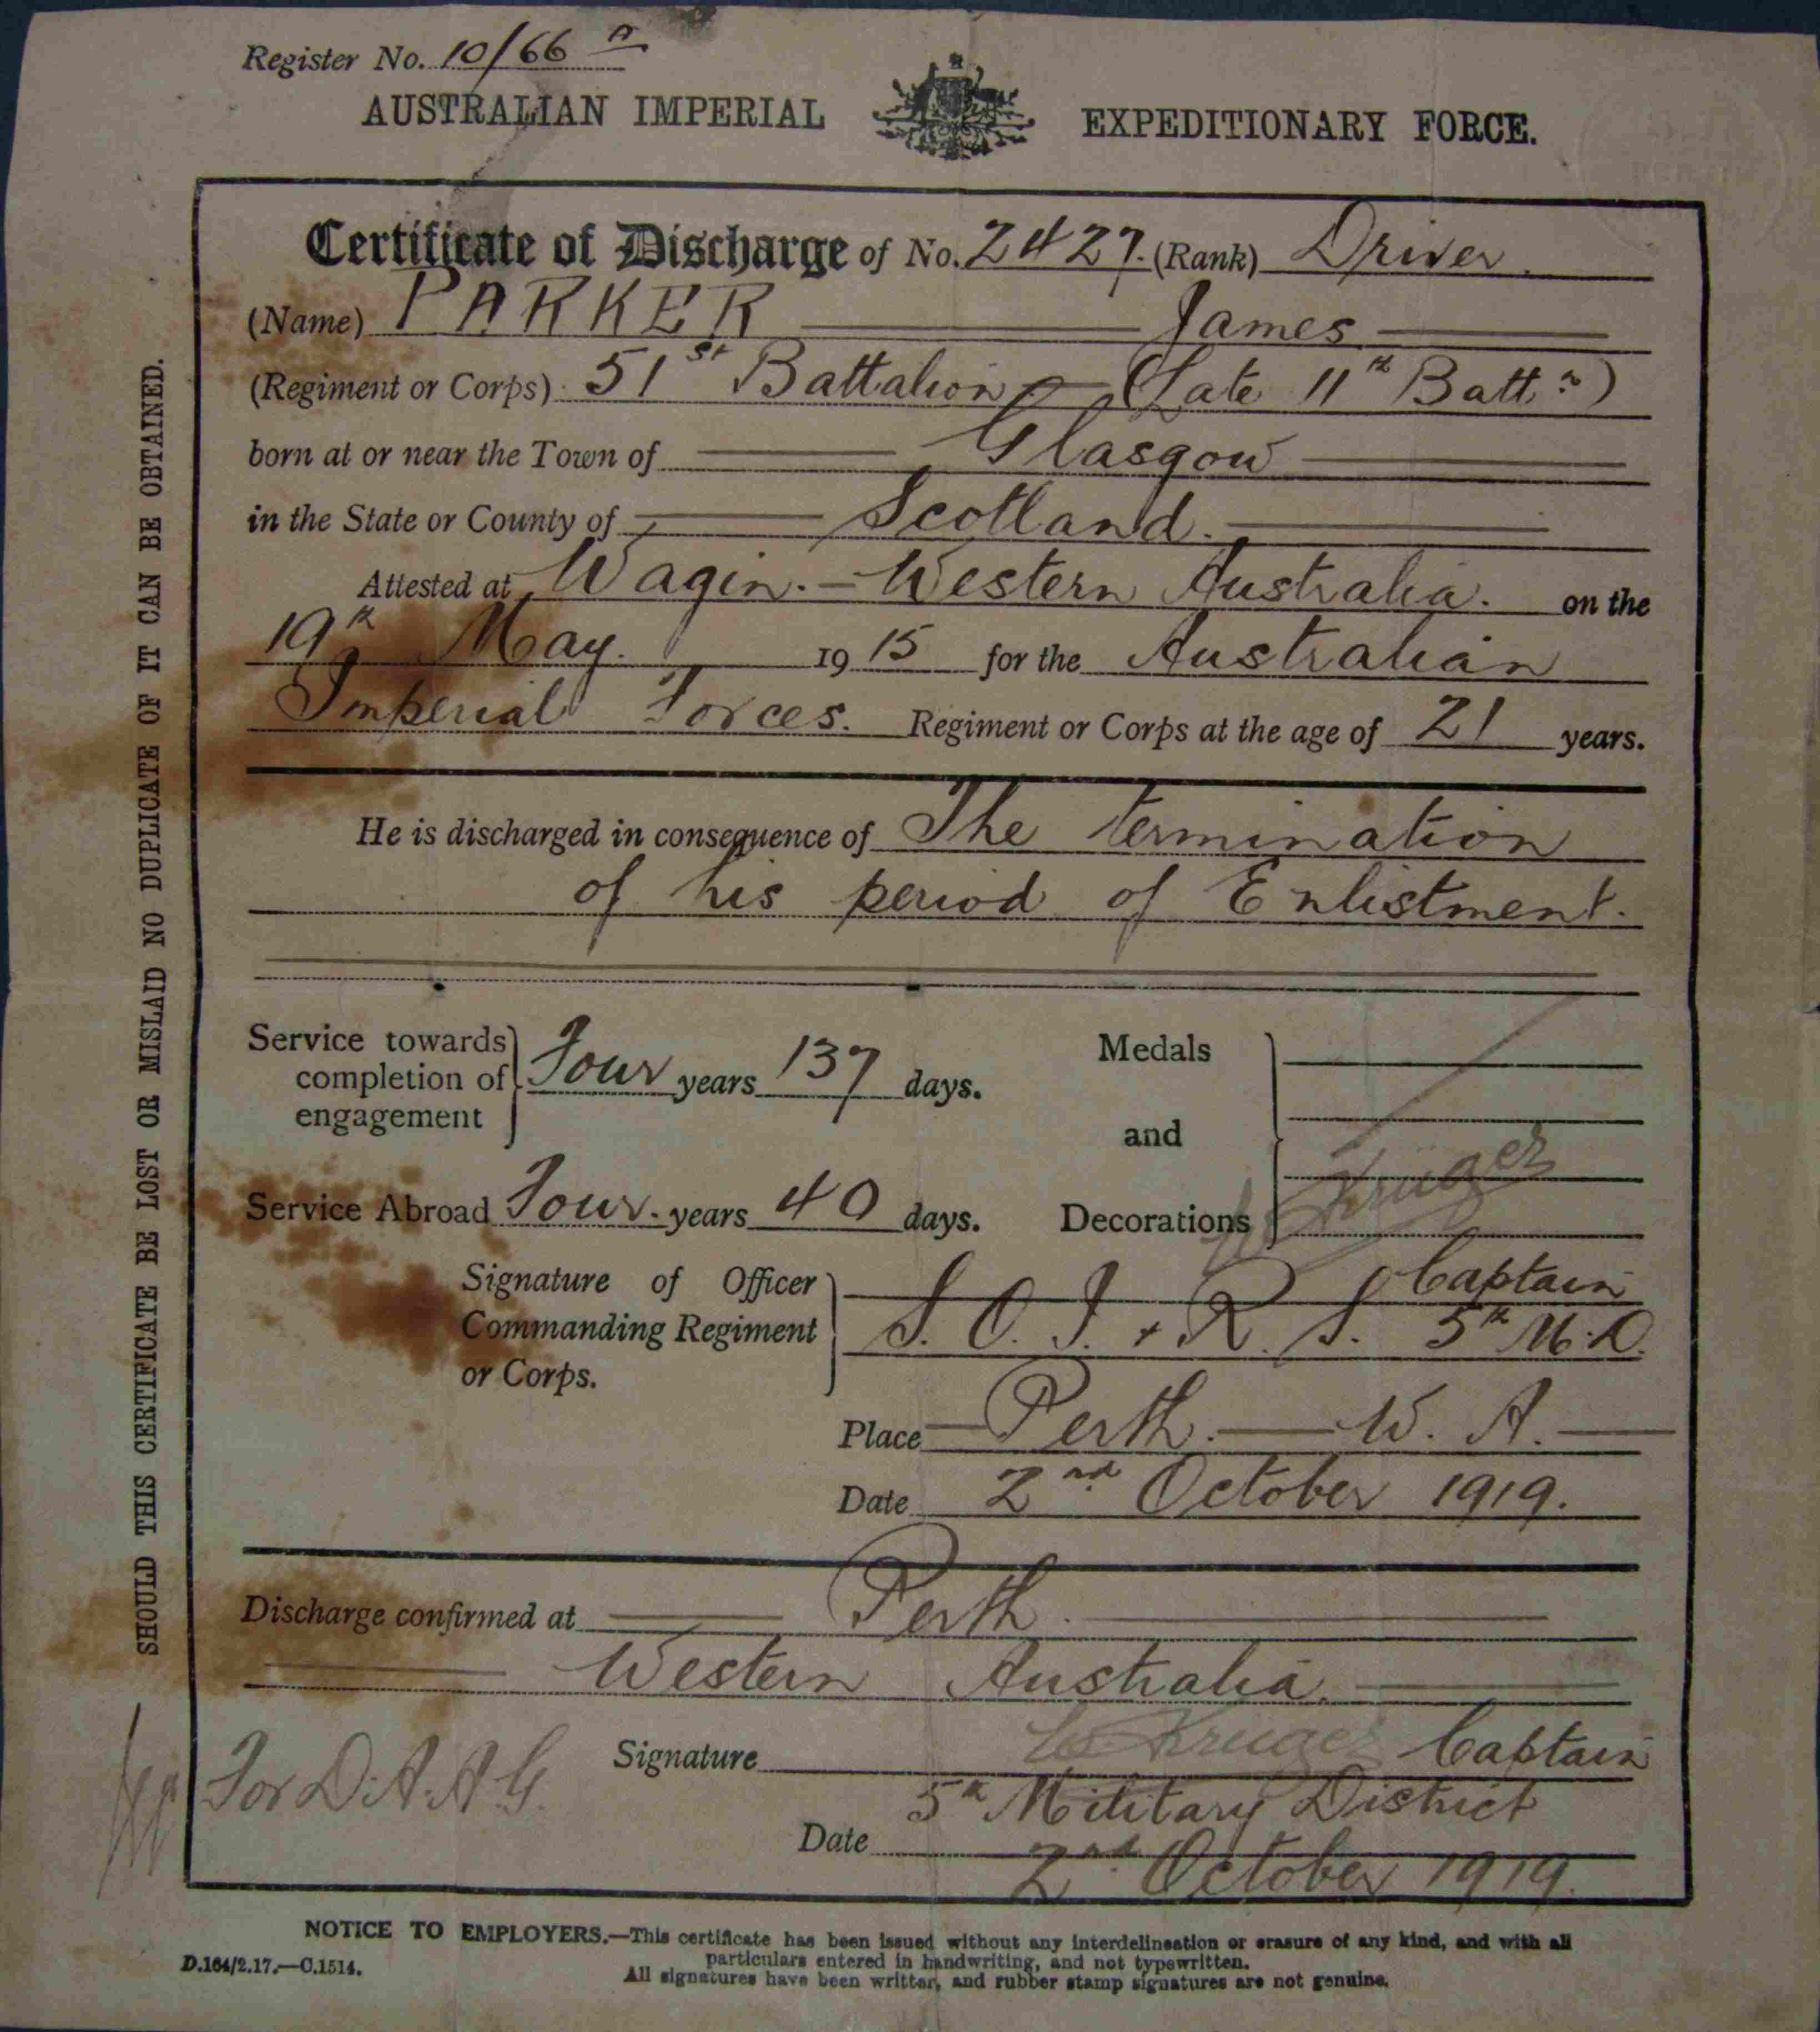 Register No. 10/66 A
AUSTRALIAN IMPERIAL EXPEDITIONARY FORCE.
Certificate of Discharge of No. 2427. (Rank) Driver.
(Name) PARKER James
(Regiment or Corps) 51st Battalion (Late 11th Battn)
born at or near the Town of Glasgow
in the State or County of Scotland.
Attested at Wagin. - Western Australia. on the
19th May. 1915 for the Australian
Imperial Forces. Regiment or Corps at the age of 21 years.
He is discharged in consequence of The termination
of his period of Enlistment.
Service towards completion of engagement Four years 137 days.
Medals and Decorations
Kruger
Service Abroad Four. years 40 days.
Signature of Officer Commanding Regiment or Corps.
Captain
S. O. I. + R. S. 5th M.D.
Place Perth. W. A.
Date 2nd October 1919.
Discharge confirmed at Perth.
Western Australia.
Signature Kruger Captain
For D.A.A.G.
5th Military District
Date 2nd October 1919.
SHOULD THIS CERTIFICATE BE LOST OR MISLAID NO DUPLICATE OF IT CAN BE OBTAINED.
NOTICE TO EMPLOYERS.—This certificate has been issued without any interdelineation or erasure of any kind, and with all
particulars entered in handwriting, and not typewritten.
All signatures have been written, and rubber stamp signatures are not genuine.
D.164/2.17.—C.1514.